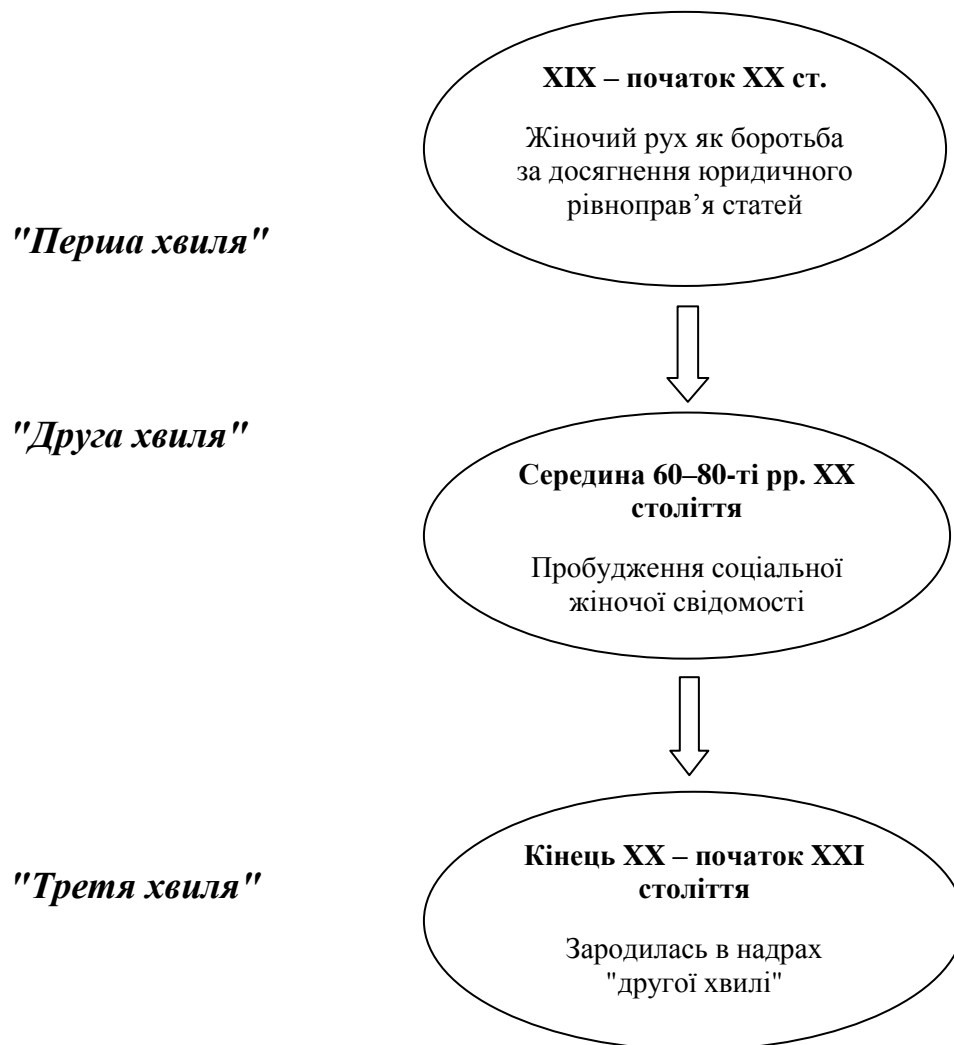 XIX – початок XX ст.
Жіночий рух як боротьба
за досягнення юридичного
рівноправ’я статей
"Перша хвиля"
"Друга хвиля"
Середина 60–80-ті рр. XX
століття
Пробудження соціальної
жіночої свідомості
"Третя хвиля"
Кінець XX – початок XXI
століття
Зародилась в надрах
"другої хвилі"